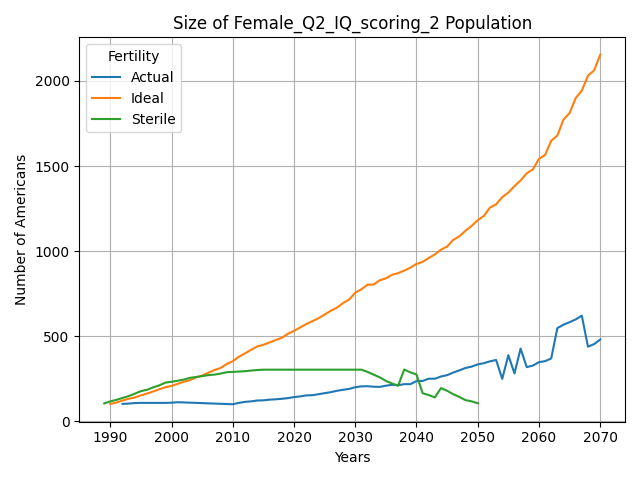 Size of Female_Q2_IQ_scoring_2 Population
Fertility
Actual
Ideal
Sterile
Number of Americans
2000
1500
1000
500
0
1990 2000 2010 2020 2030 2040 2050 2060 2070
Years